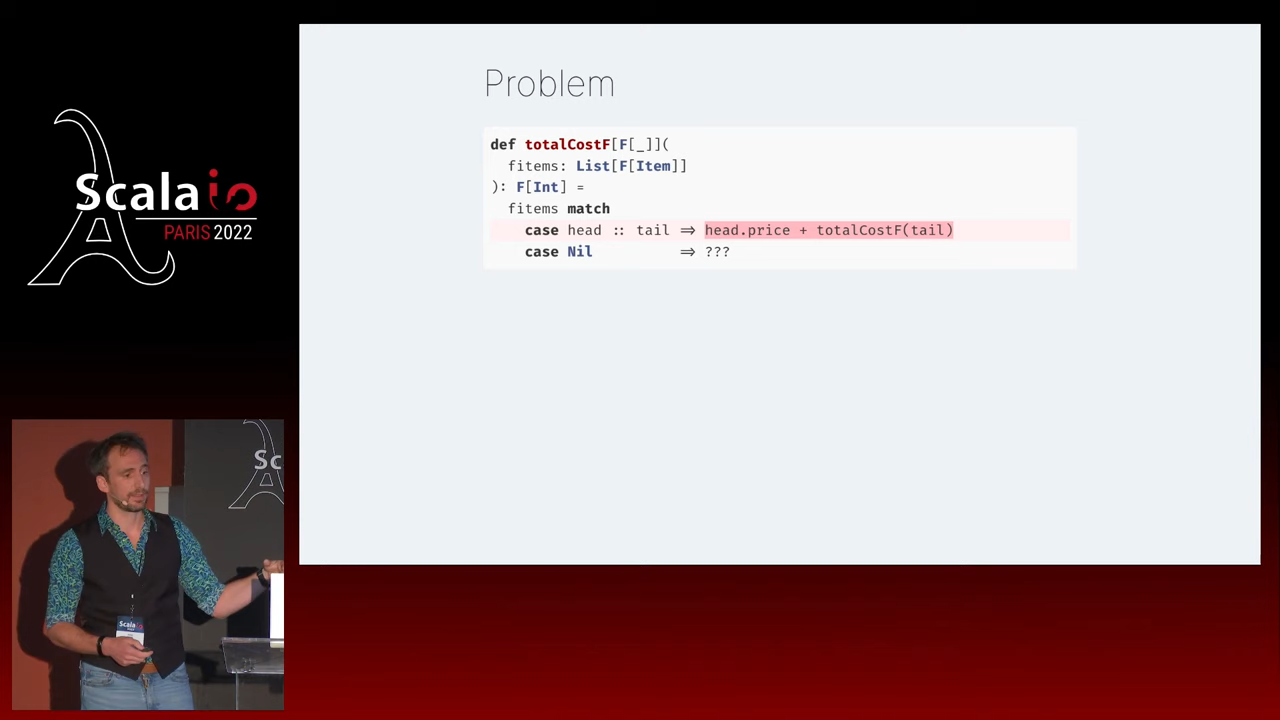 Problem
def totalCostF[F[_]](
  fitems: List[F[Item]]
): F[Int] =
  fitems match
    case head :: tail ⇒ head.price + totalCostF(tail)
    case Nil          ⇒ ???
Scala io
PARIS 2022
Sc
Scala